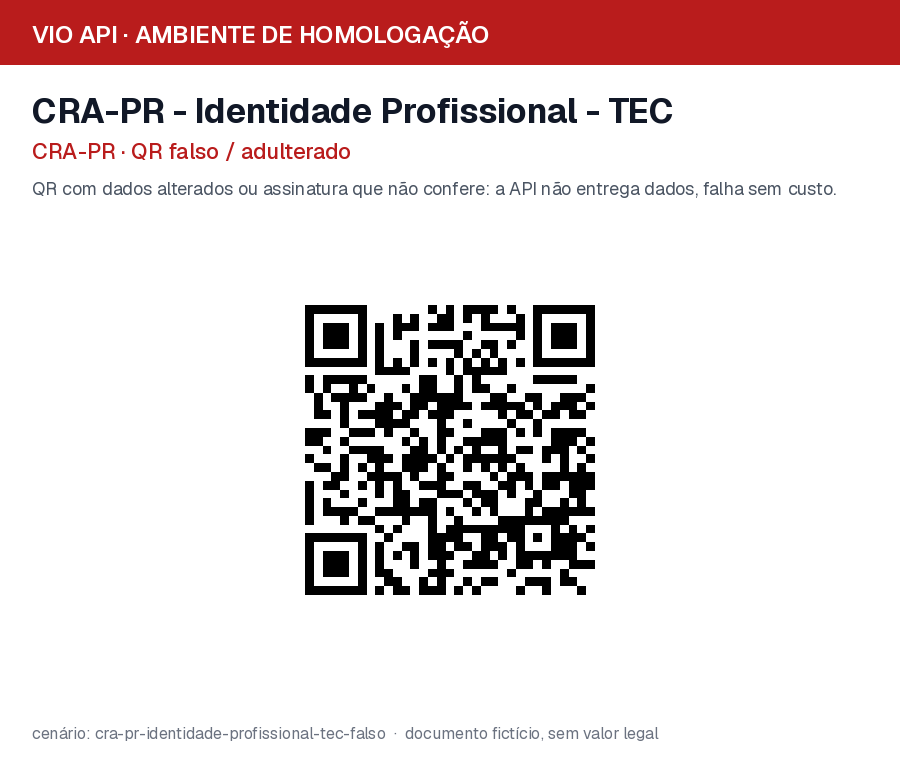 VIO API · AMBIENTE DE HOMOLOGAÇÃO
CRA-PR - Identidade Profissional - TEC
CRA-PR · QR falso / adulterado
QR com dados alterados ou assinatura que não confere: a API não entrega dados, falha sem custo.
cenário: cra-pr-identidade-profissional-tec-falso · documento fictício, sem valor legal